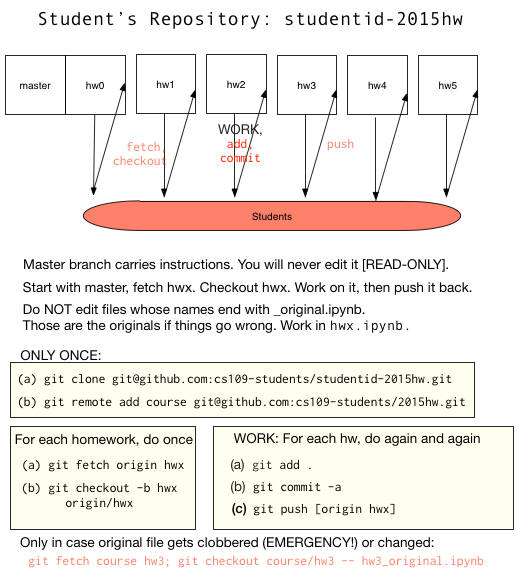 Student's Repository: studentid-2015hw
master hw0 hw1 hw2 hw3 hw4 hw5
WORK,
fetch, add, push
checkout commit
Students
Master branch carries instructions. You will never edit it [READ-ONLY].
Start with master, fetch hwx. Checkout hwx. Work on it, then push it back.
Do NOT edit files whose names end with _original.ipynb.
Those are the originals if things go wrong. Work in hwx.ipynb.
ONLY ONCE:
(a) git clone git@github.com:cs109-students/studentid-2015hw.git
(b) git remote add course git@github.com:cs109-students/2015hw.git
For each homework, do once
(a) git fetch origin hwx
(b) git checkout -b hwx
origin/hwx
WORK: For each hw, do again and again
(a) git add .
(b) git commit -a
(c) git push [origin hwx]
Only in case original file gets clobbered (EMERGENCY!) or changed:
git fetch course hw3; git checkout course/hw3 -- hw3_original.ipynb